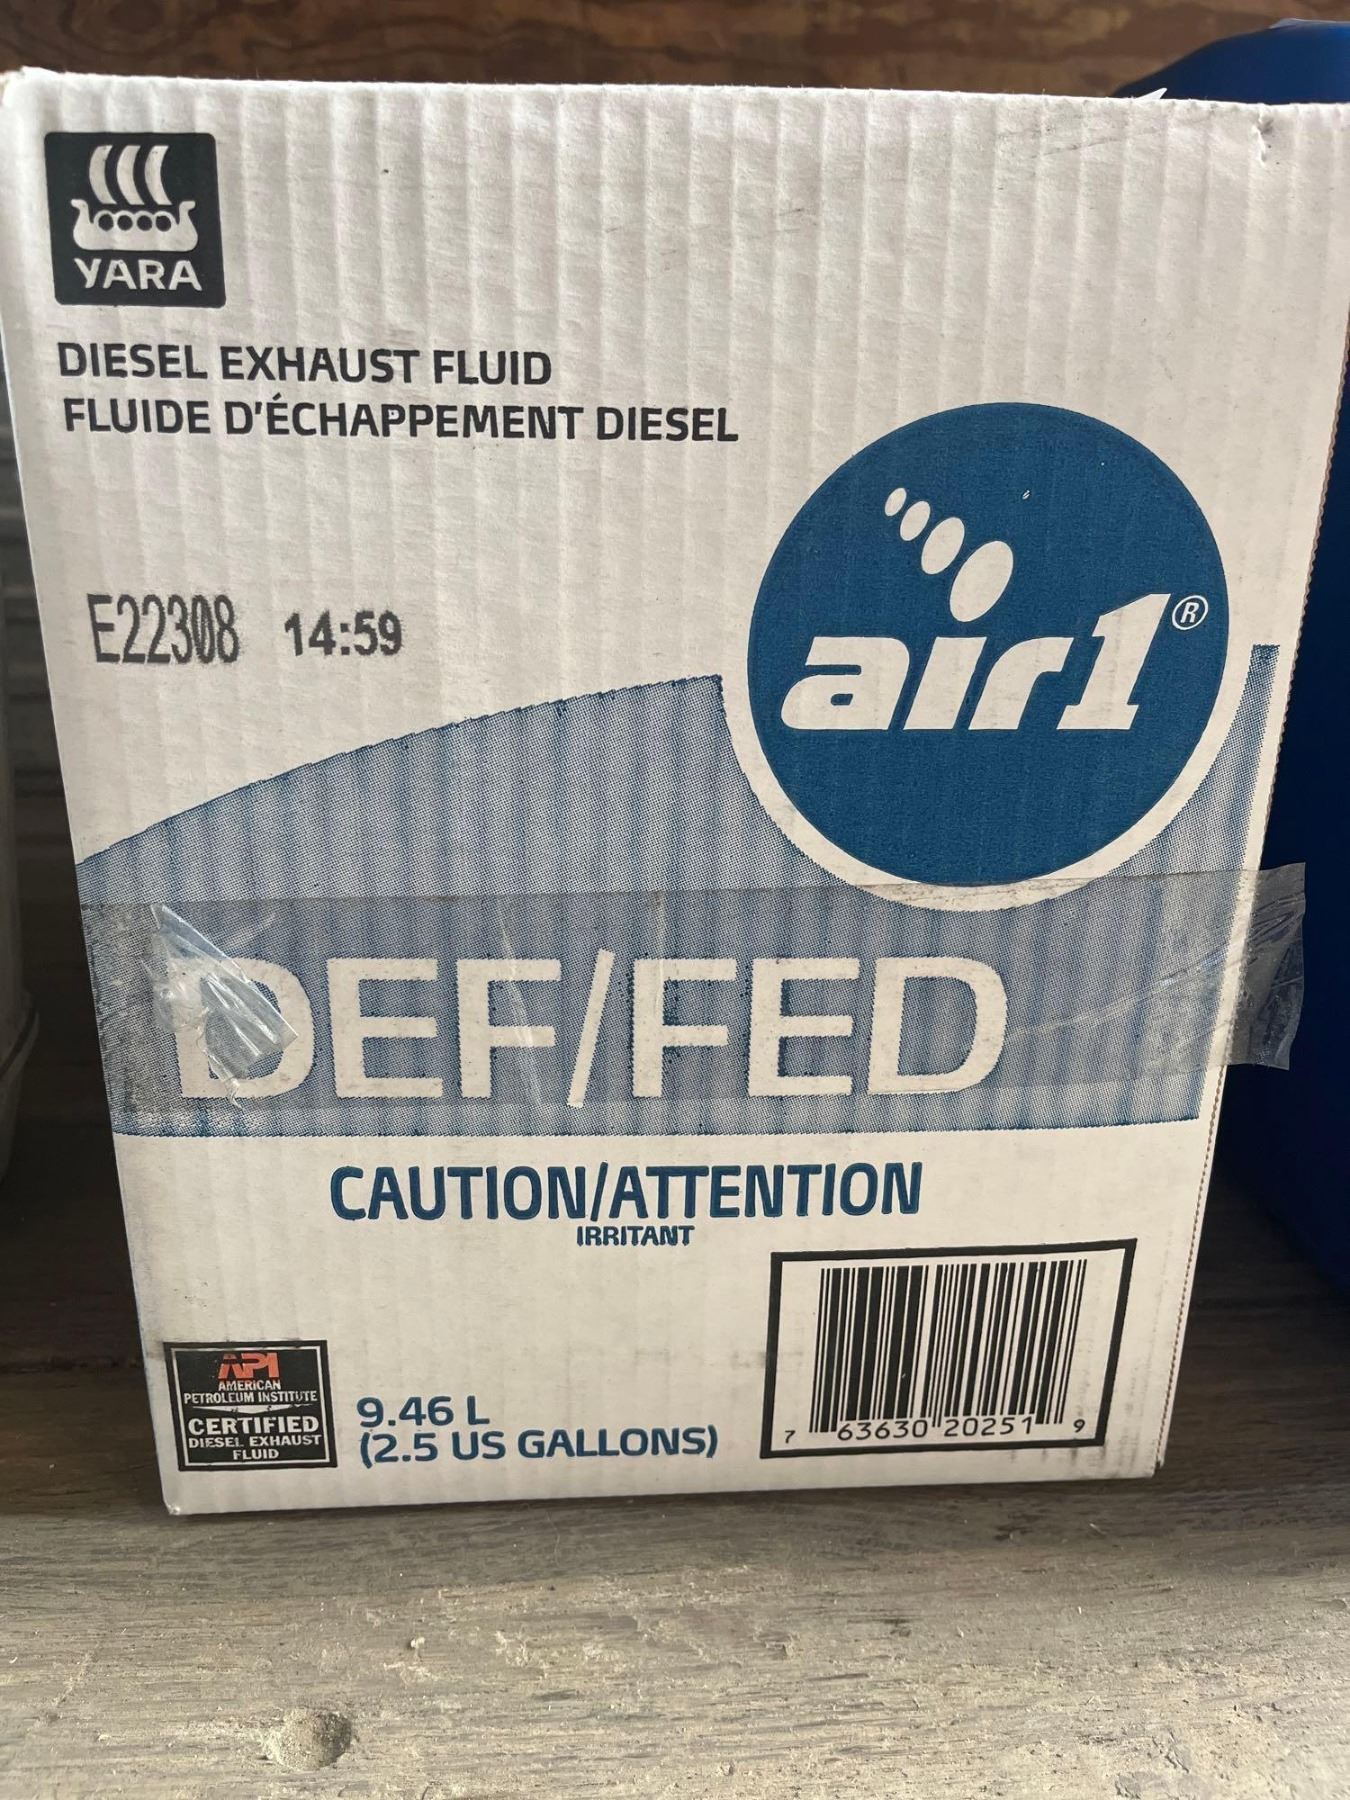 YARA
DIESEL EXHAUST FLUID
FLUIDE D'ÉCHAPPEMENT DIESEL
E22308 14:59
air1®
DEF/FED
CAUTION/ATTENTION
IRRITANT
API
AMERICAN
PETROLEUM INSTITUTE
CERTIFIED
DIESEL EXHAUST
FLUID
9.46 L
(2.5 US GALLONS)
7 63630 20251 9